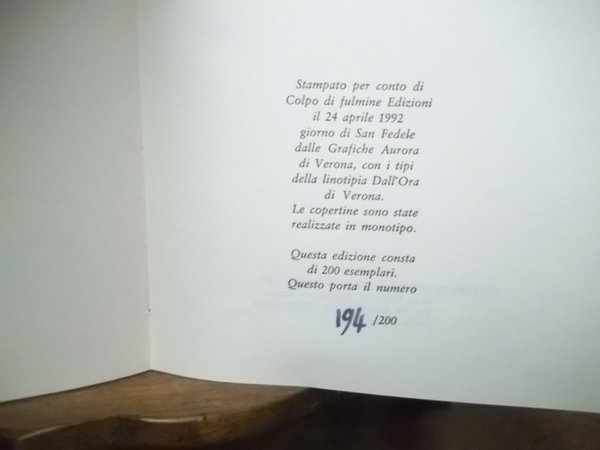 Stampato per conto di
Colpo di fulmine Edizioni
il 24 aprile 1992
giorno di San Fedele
dalle Grafiche Aurora
di Verona, con i tipi
della linotipia Dall'Ora
di Verona.
Le copertine sono state
realizzate in monotipo.
Questa edizione consta
di 200 esemplari.
Questo porta il numero
194 /200